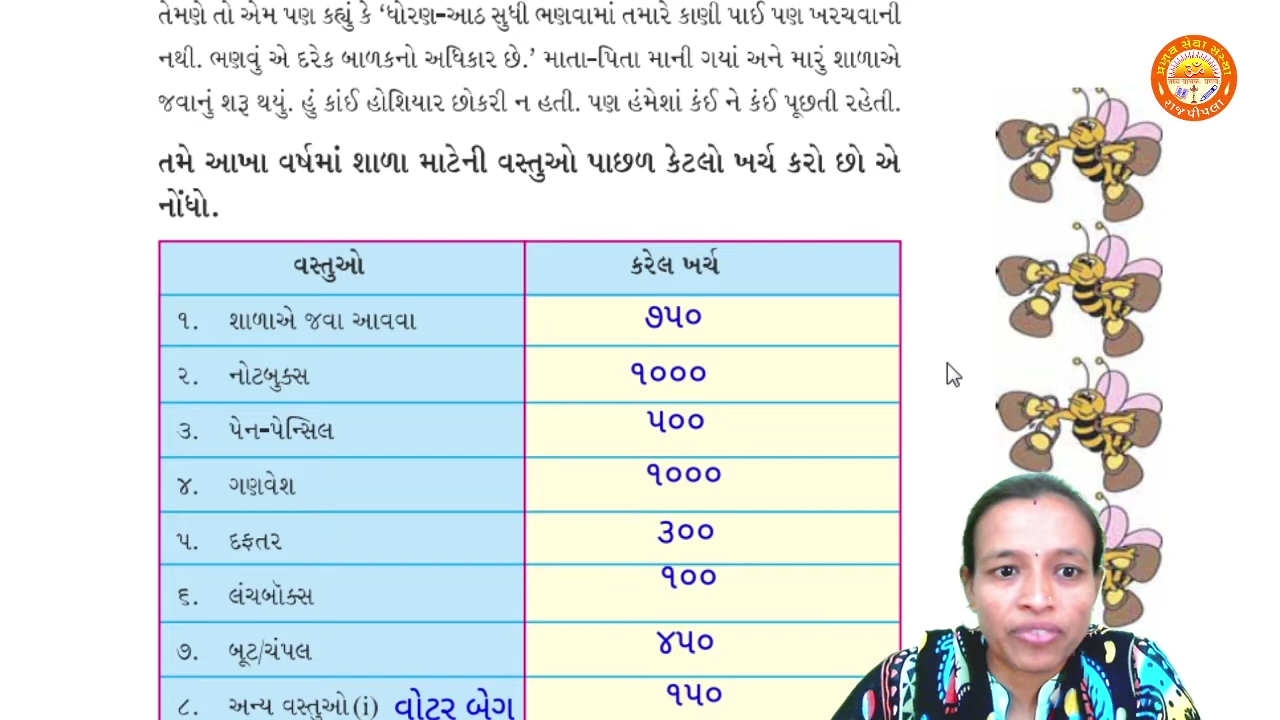 તેમણે તો એમ પણ કહ્યું કે ‘ધોરણ-આઠ સુધી ભણવામાં તમારે કાણી પાઈ પણ ખરચવાની
નથી. ભણવું એ દરેક બાળકનો અધિકાર છે.’ માતા-પિતા માની ગયાં અને મારું શાળાએ
જવાનું શરૂ થયું. હું કાંઈ હોશિયાર છોકરી ન હતી. પણ હંમેશાં કંઈ ને કંઈ પૂછતી રહેતી.
પ્રણવ સેવા સંસ્થા
રાજપીપલા
તમે આખા વર્ષમાં શાળા માટેની વસ્તુઓ પાછળ કેટલો ખર્ચ કરો છો એ
નોંધો.
વસ્તુઓ કરેલ ખર્ચ
૧. શાળાએ જવા આવવા ૭૫૦
૨. નોટબુક્સ ૧૦૦૦
૩. પેન-પેન્સિલ ૫૦૦
૪. ગણવેશ ૧૦૦૦
૫. દફતર ૩૦૦
૬. લંચબૉક્સ ૧૦૦
૭. બૂટ/ચંપલ ૪૫૦
૮. અન્ય વસ્તુઓ (i) વોટર બેગ ૧૫૦